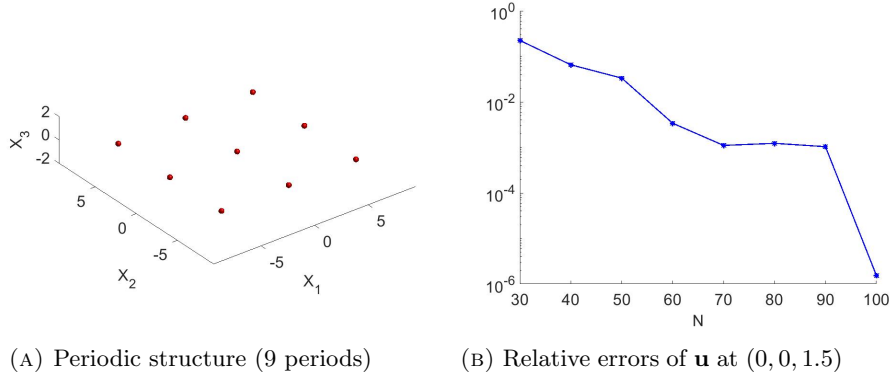 2
0
-2
X3
5
0
-5
X2
-5
0
5
X1
(A) Periodic structure (9 periods)
10^0
10^-2
10^-4
10^-6
30 40 50 60 70 80 90 100
N
(B) Relative errors of u at (0, 0, 1.5)